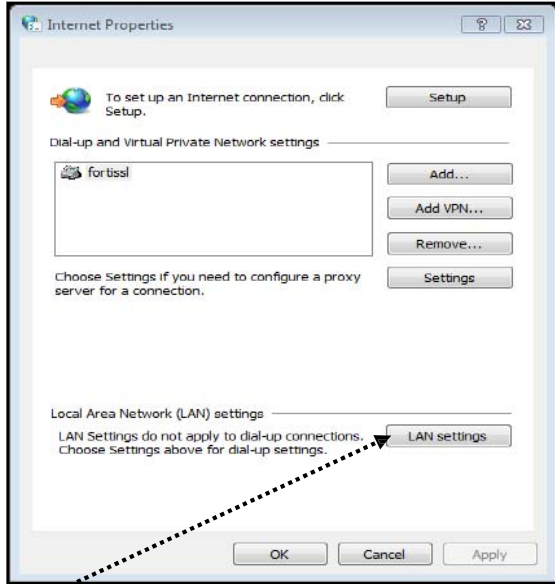 Internet Properties
To set up an Internet connection, click Setup
Setup.
Dial-up and Virtual Private Network settings
fortissl Add...
Add VPN...
Remove...
Choose Settings if you need to configure a proxy Settings
server for a connection.
Local Area Network (LAN) settings
LAN Settings do not apply to dial-up connections. LAN settings
Choose Settings above for dial-up settings.
OK Cancel Apply